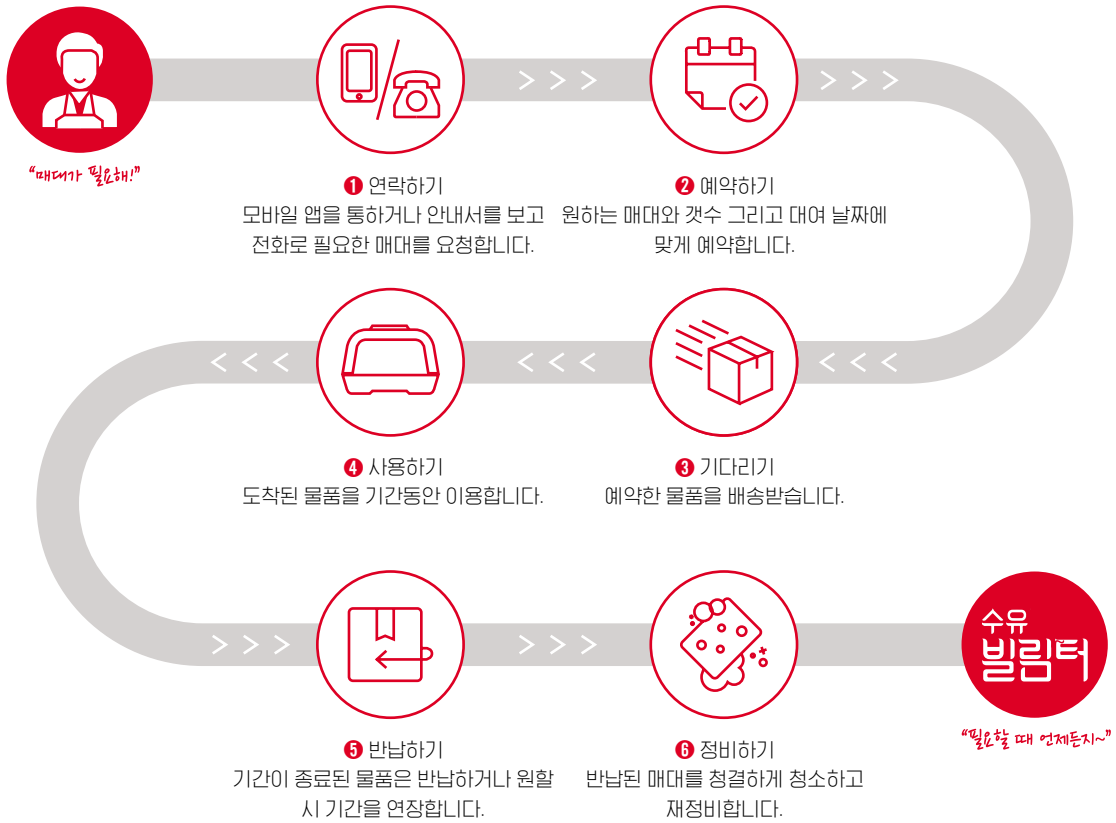 "매대가 필요해!"
❶ 연락하기
모바일 앱을 통하거나 안내서를 보고
전화로 필요한 매대를 요청합니다.
❷ 예약하기
원하는 매대와 갯수 그리고 대여 날짜에
맞게 예약합니다.
❸ 기다리기
예약한 물품을 배송받습니다.
❹ 사용하기
도착된 물품을 기간동안 이용합니다.
❺ 반납하기
기간이 종료된 물품은 반납하거나 원할
시 기간을 연장합니다.
❻ 정비하기
반납된 매대를 청결하게 청소하고
재정비합니다.
수유
빌림터
"필요할 때 언제든지~"